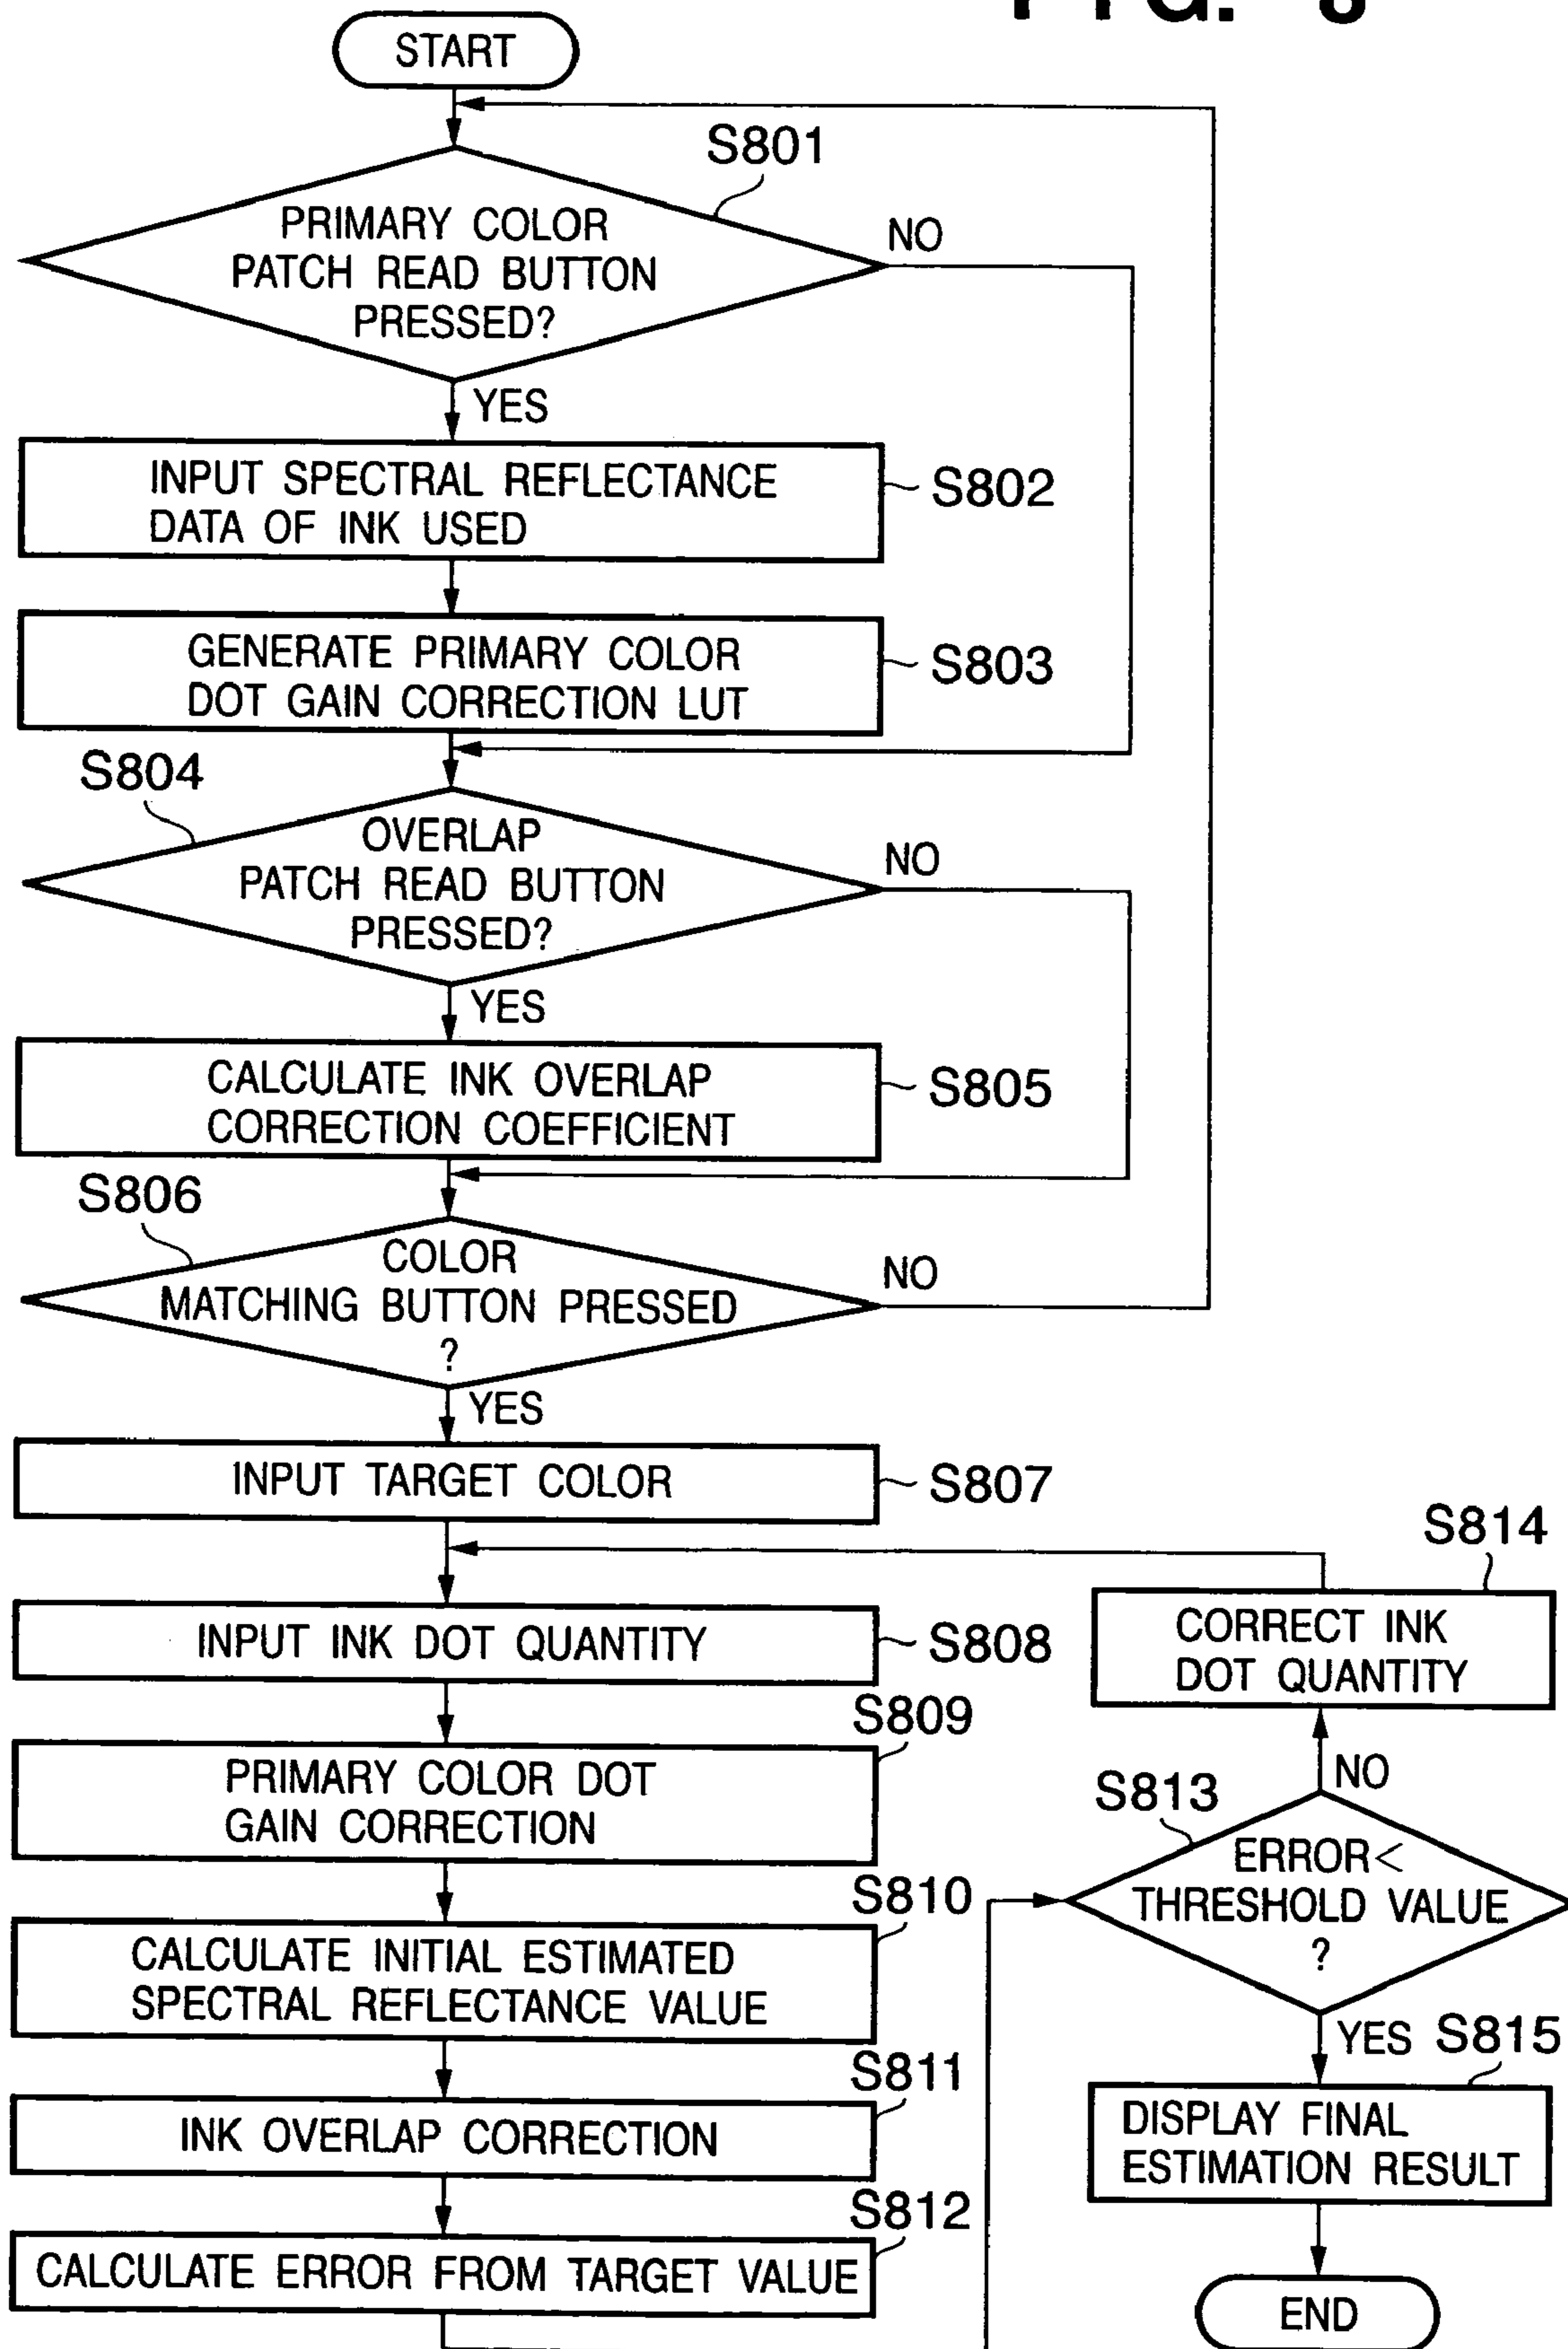 FIG. 8
START
S801
PRIMARY COLOR
PATCH READ BUTTON
PRESSED?
NO
YES
INPUT SPECTRAL REFLECTANCE
DATA OF INK USED
S802
GENERATE PRIMARY COLOR
DOT GAIN CORRECTION LUT
S803
S804
OVERLAP
PATCH READ BUTTON
PRESSED?
NO
YES
CALCULATE INK OVERLAP
CORRECTION COEFFICIENT
S805
S806
COLOR
MATCHING BUTTON PRESSED
?
NO
YES
INPUT TARGET COLOR
S807
INPUT INK DOT QUANTITY
S808
S809
PRIMARY COLOR DOT
GAIN CORRECTION
S810
CALCULATE INITIAL ESTIMATED
SPECTRAL REFLECTANCE VALUE
S811
INK OVERLAP CORRECTION
S812
CALCULATE ERROR FROM TARGET VALUE
S814
CORRECT INK
DOT QUANTITY
NO
S813
ERROR<
THRESHOLD VALUE
?
YES
S815
DISPLAY FINAL
ESTIMATION RESULT
END